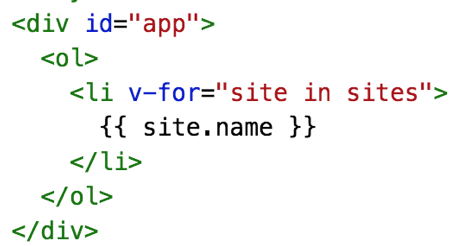 <div id="app">
  <ol>
    <li v-for="site in sites">
      {{ site.name }}
    </li>
  </ol>
</div>